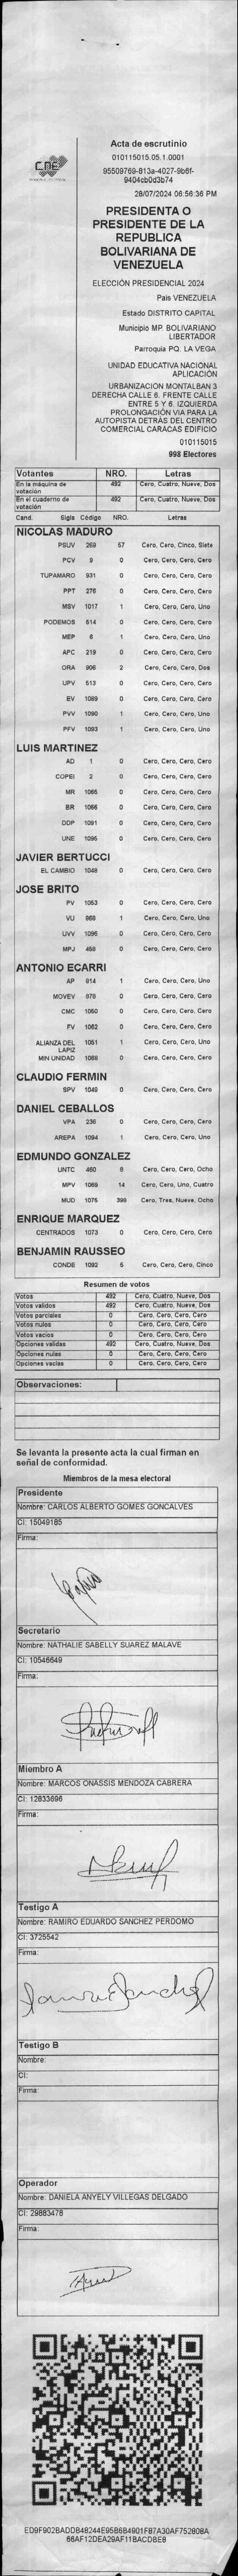 CNE
Acta de escrutinio
010115015.05.1.0001
95509769-813a-4027-9b6f-
9404cb0d3b74
28/07/2024 06:56:36 PM
PRESIDENTA O
PRESIDENTE DE LA
REPUBLICA
BOLIVARIANA DE
VENEZUELA
ELECCIÓN PRESIDENCIAL 2024
Pais VENEZUELA
Estado DISTRITO CAPITAL
Municipio MP. BOLIVARIANO
LIBERTADOR
Parroquia PQ. LA VEGA
UNIDAD EDUCATIVA NACIONAL
APLICACIÓN
URBANIZACION MONTALBAN 3
DERECHA CALLE 6. FRENTE CALLE
ENTRE 5 Y 6. IZQUIERDA
PROLONGACIÓN VIA PARA LA
AUTOPISTA DETRÁS DEL CENTRO
COMERCIAL CARACAS EDIFICIO
010115015
998 Electores
Votantes NRO. Letras
En la máquina de votación 492 Cero, Cuatro, Nueve, Dos
En el cuaderno de votación 492 Cero, Cuatro, Nueve, Dos
Cand. Sigla Código NRO. Letras
NICOLAS MADURO
PSUV 269 57 Cero, Cero, Cinco, Siete
PCV 9 0 Cero, Cero, Cero, Cero
TUPAMARO 931 0 Cero, Cero, Cero, Cero
PPT 276 0 Cero, Cero, Cero, Cero
MSV 1017 1 Cero, Cero, Cero, Uno
PODEMOS 514 0 Cero, Cero, Cero, Cero
MEP 6 1 Cero, Cero, Cero, Uno
APC 219 0 Cero, Cero, Cero, Cero
ORA 906 2 Cero, Cero, Cero, Dos
UPV 513 0 Cero, Cero, Cero, Cero
EV 1089 0 Cero, Cero, Cero, Cero
PVV 1090 1 Cero, Cero, Cero, Uno
PFV 1093 1 Cero, Cero, Cero, Uno
LUIS MARTINEZ
AD 1 0 Cero, Cero, Cero, Cero
COPEI 2 0 Cero, Cero, Cero, Cero
MR 1065 0 Cero, Cero, Cero, Cero
BR 1066 0 Cero, Cero, Cero, Cero
DDP 1091 0 Cero, Cero, Cero, Cero
UNE 1095 0 Cero, Cero, Cero, Cero
JAVIER BERTUCCI
EL CAMBIO 1048 0 Cero, Cero, Cero, Cero
JOSE BRITO
PV 1053 0 Cero, Cero, Cero, Cero
VU 968 1 Cero, Cero, Cero, Uno
UVV 1096 0 Cero, Cero, Cero, Cero
MPJ 458 0 Cero, Cero, Cero, Cero
ANTONIO ECARRI
AP 914 1 Cero, Cero, Cero, Uno
MOVEV 978 0 Cero, Cero, Cero, Cero
CMC 1060 0 Cero, Cero, Cero, Cero
FV 1062 0 Cero, Cero, Cero, Cero
ALIANZA DEL LAPIZ 1051 1 Cero, Cero, Cero, Uno
MIN UNIDAD 1088 0 Cero, Cero, Cero, Cero
CLAUDIO FERMIN
SPV 1049 0 Cero, Cero, Cero, Cero
DANIEL CEBALLOS
VPA 236 0 Cero, Cero, Cero, Cero
AREPA 1094 1 Cero, Cero, Cero, Uno
EDMUNDO GONZALEZ
UNTC 460 8 Cero, Cero, Cero, Ocho
MPV 1069 14 Cero, Cero, Uno, Cuatro
MUD 1075 398 Cero, Tres, Nueve, Ocho
ENRIQUE MARQUEZ
CENTRADOS 1073 0 Cero, Cero, Cero, Cero
BENJAMIN RAUSSEO
CONDE 1092 5 Cero, Cero, Cero, Cinco
Resumen de votos
Votos 492 Cero, Cuatro, Nueve, Dos
Votos validos 492 Cero, Cuatro, Nueve, Dos
Votos parciales 0 Cero, Cero, Cero, Cero
Votos nulos 0 Cero, Cero, Cero, Cero
Votos vacios 0 Cero, Cero, Cero, Cero
Opciones validas 492 Cero, Cuatro, Nueve, Dos
Opciones nulas 0 Cero, Cero, Cero, Cero
Opciones vacias 0 Cero, Cero, Cero, Cero
Observaciones:
Se levanta la presente acta la cual firman en
señal de conformidad.
Miembros de la mesa electoral
Presidente
Nombre: CARLOS ALBERTO GOMES GONCALVES
CI: 15049185
Firma:
Secretario
Nombre: NATHALIE SABELLY SUAREZ MALAVE
CI: 10546649
Firma:
Miembro A
Nombre: MARCOS ONASSIS MENDOZA CABRERA
CI: 12833696
Firma:
Testigo A
Nombre: RAMIRO EDUARDO SANCHEZ PERDOMO
CI: 3725542
Firma:
Testigo B
Nombre:
CI:
Firma:
Operador
Nombre: DANIELA ANYELY VILLEGAS DELGADO
CI: 29883478
Firma:
ED9F902BADDB48244E95B6B4901F87A30AF752808A
66AF12DEA29AF11BACDBE8